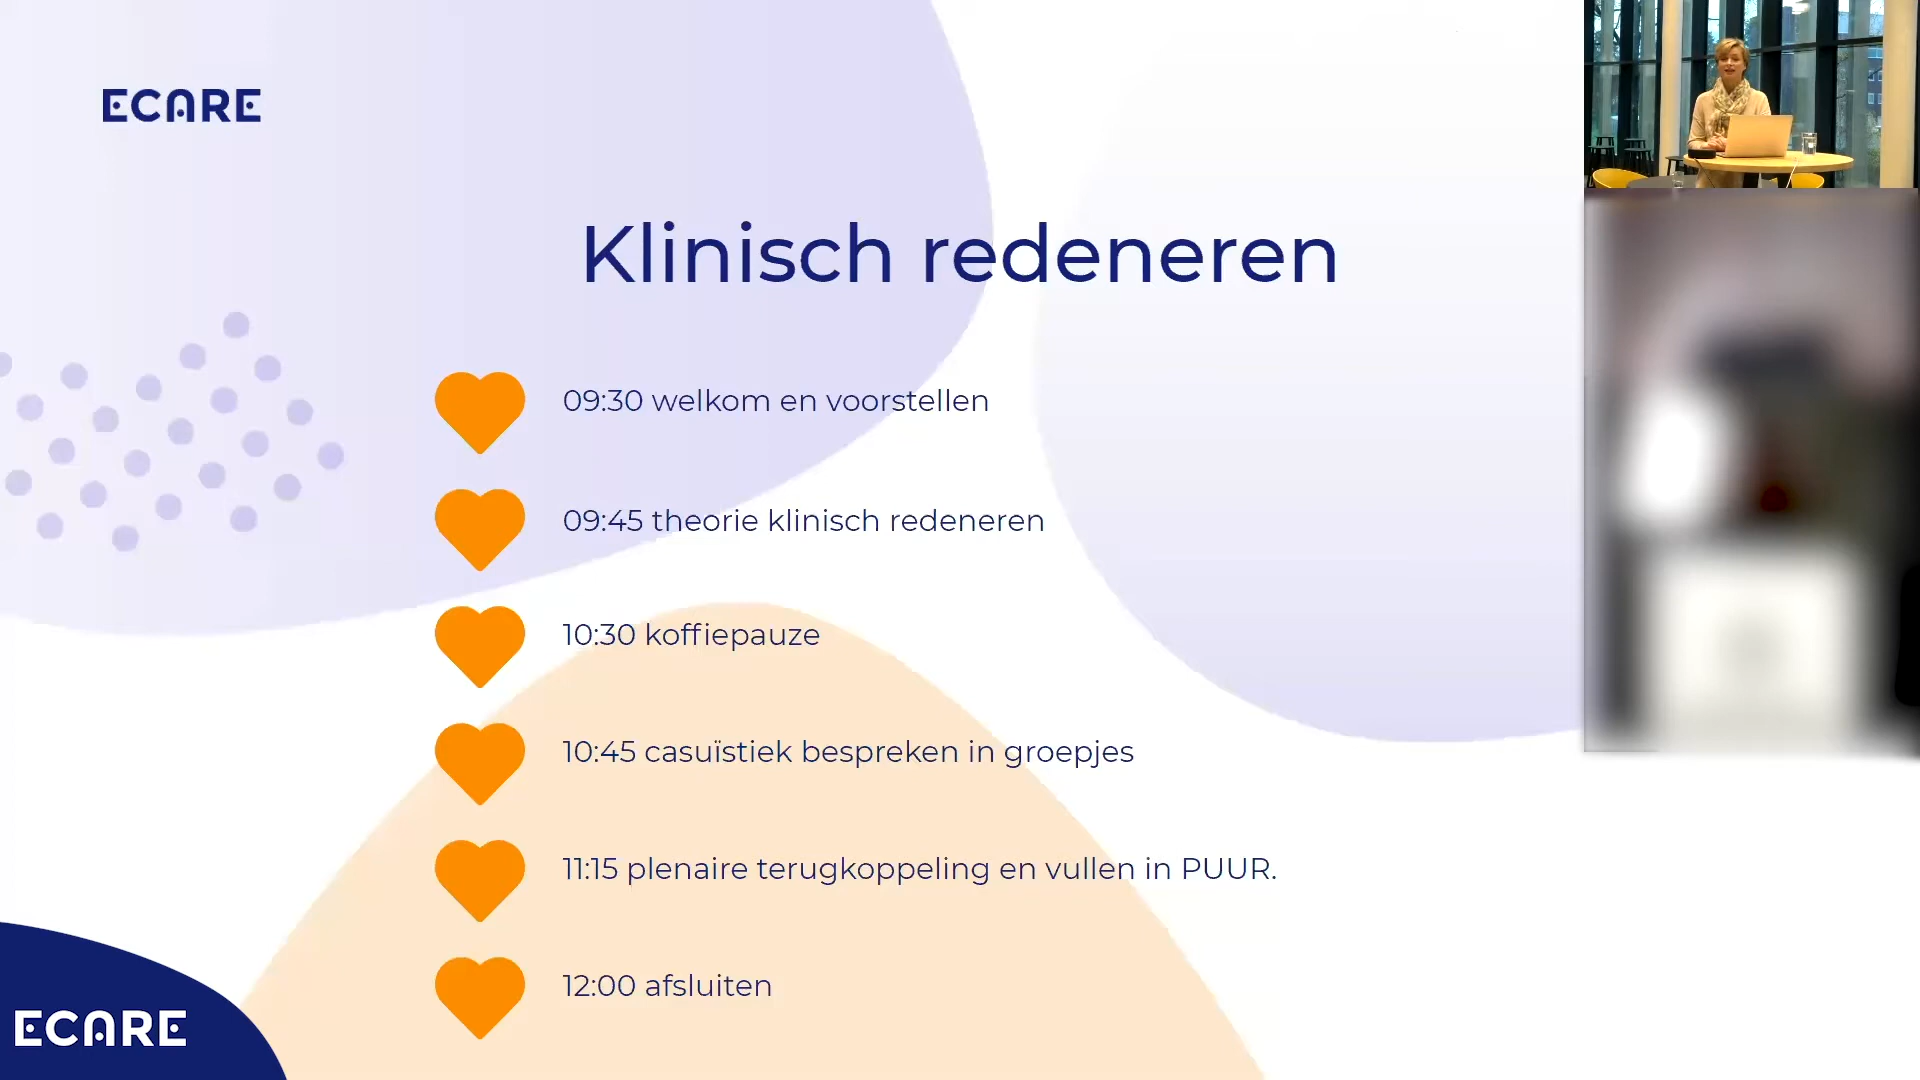 ECARE
Klinisch redeneren
09:30 welkom en voorstellen
09:45 theorie klinisch redeneren
10:30 koffiepauze
10:45 casuïstiek bespreken in groepjes
11:15 plenaire terugkoppeling en vullen in PUUR.
12:00 afsluiten
ECARE